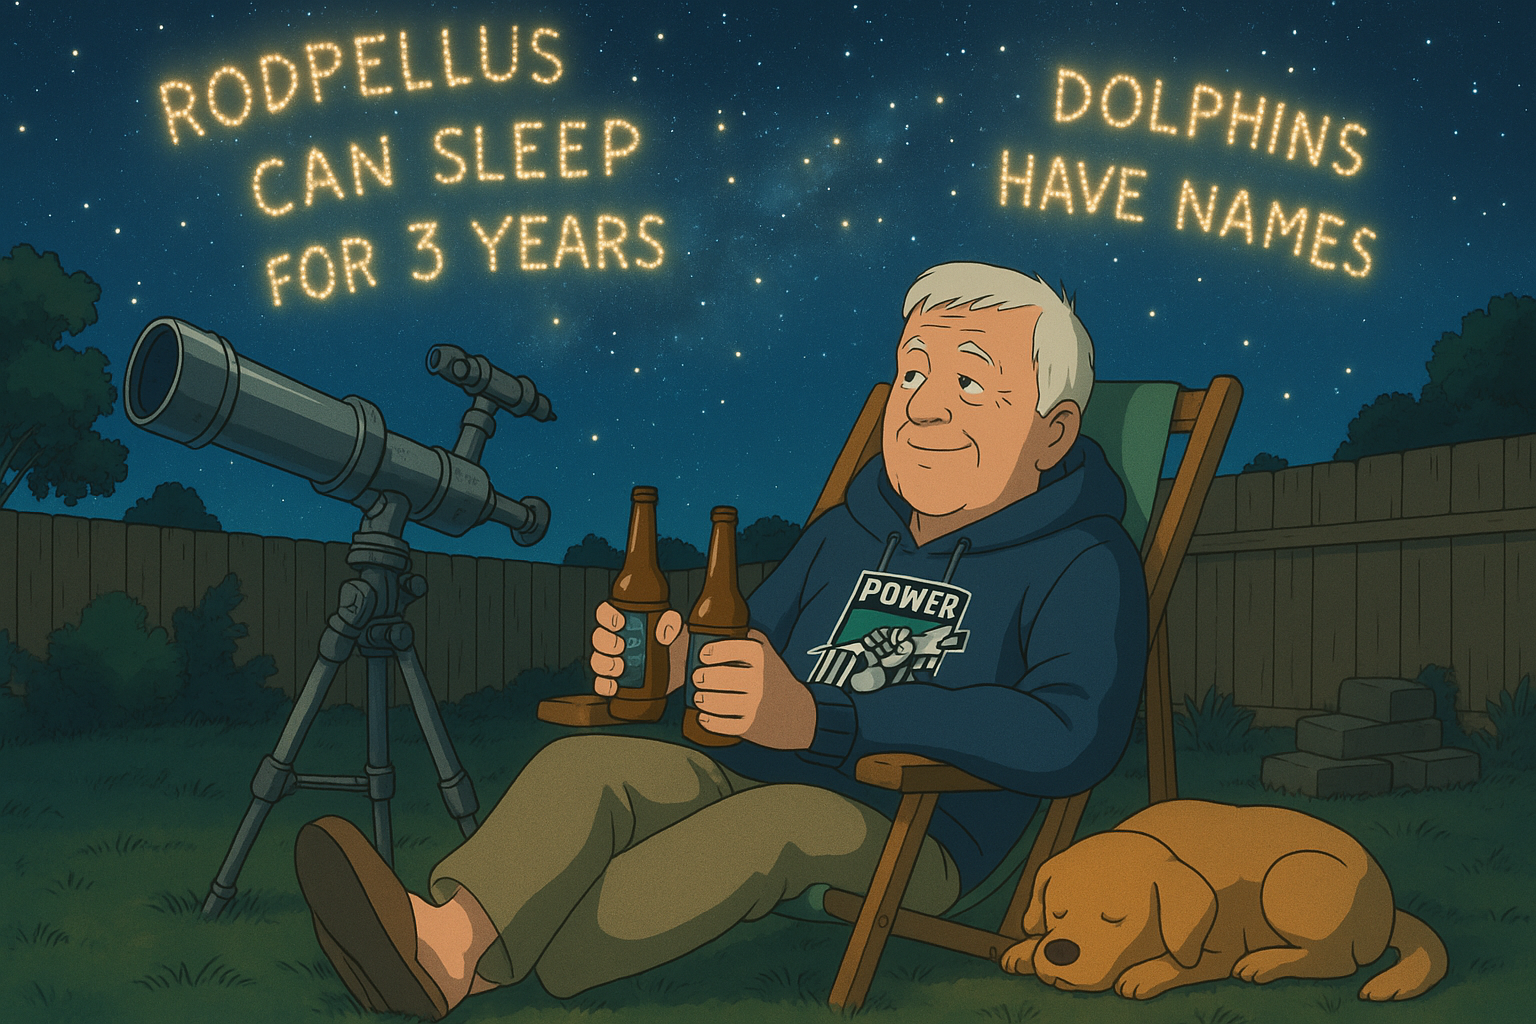 RODPELLUS
CAN SLEEP
FOR 3 YEARS
DOLPHINS
HAVE NAMES
POWER